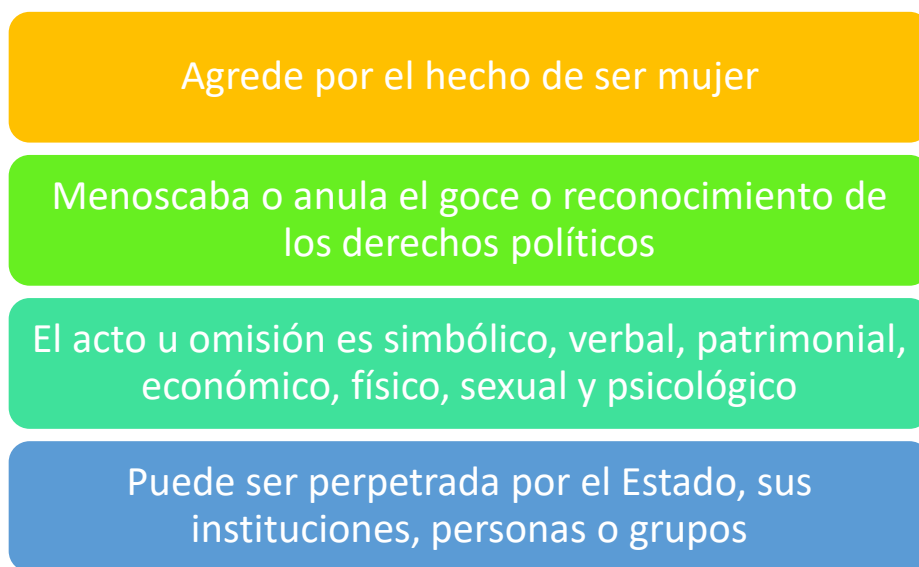 Agrede por el hecho de ser mujer
Menoscaba o anula el goce o reconocimiento de
los derechos políticos
El acto u omisión es simbólico, verbal, patrimonial,
económico, físico, sexual y psicológico
Puede ser perpetrada por el Estado, sus
instituciones, personas o grupos